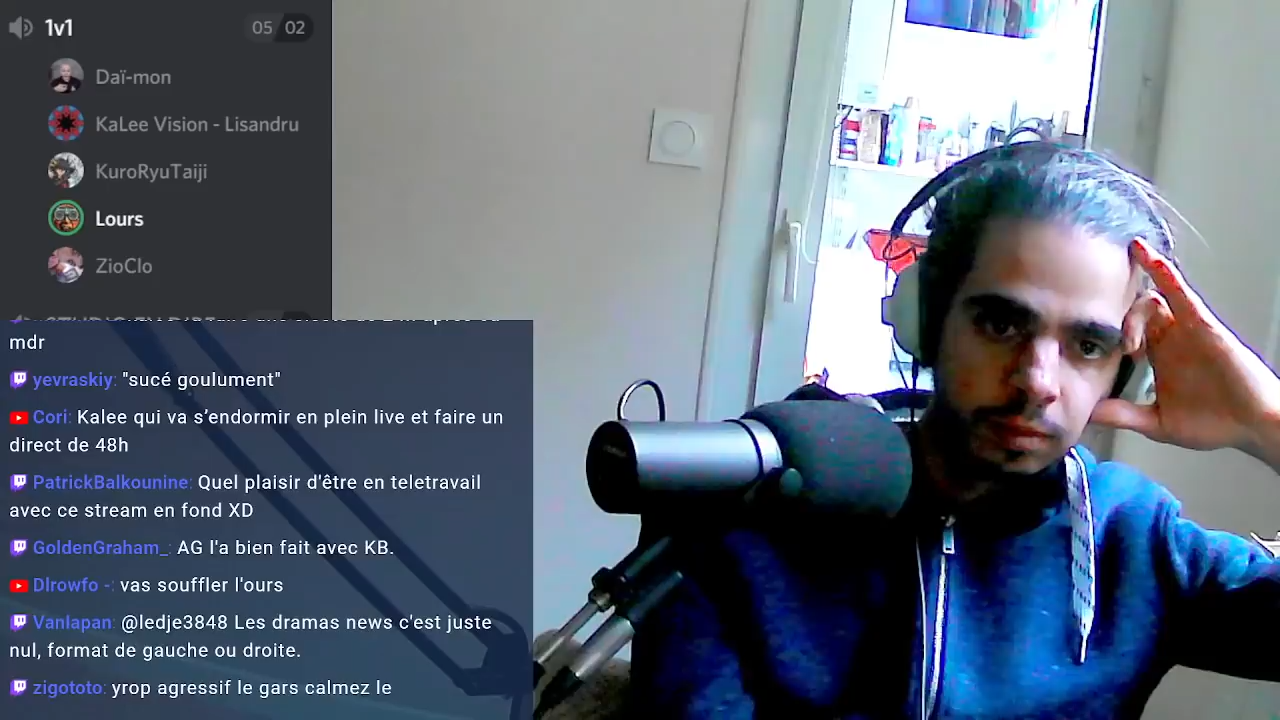 1v1
05 02
Daï-mon
KaLee Vision - Lisandru
KuroRyuTaiji
Lours
ZioClo
mdr
yevraskiy: "sucé goulument"
Cori: Kalee qui va s’endormir en plein live et faire un
direct de 48h
PatrickBalkounine: Quel plaisir d'être en teletravail
avec ce stream en fond XD
GoldenGraham_: AG l'a bien fait avec KB.
Dlrowfo -: vas souffler l'ours
Vanlapan: @ledje3848 Les dramas news c'est juste
nul, format de gauche ou droite.
zigototo: yrop agressif le gars calmez le